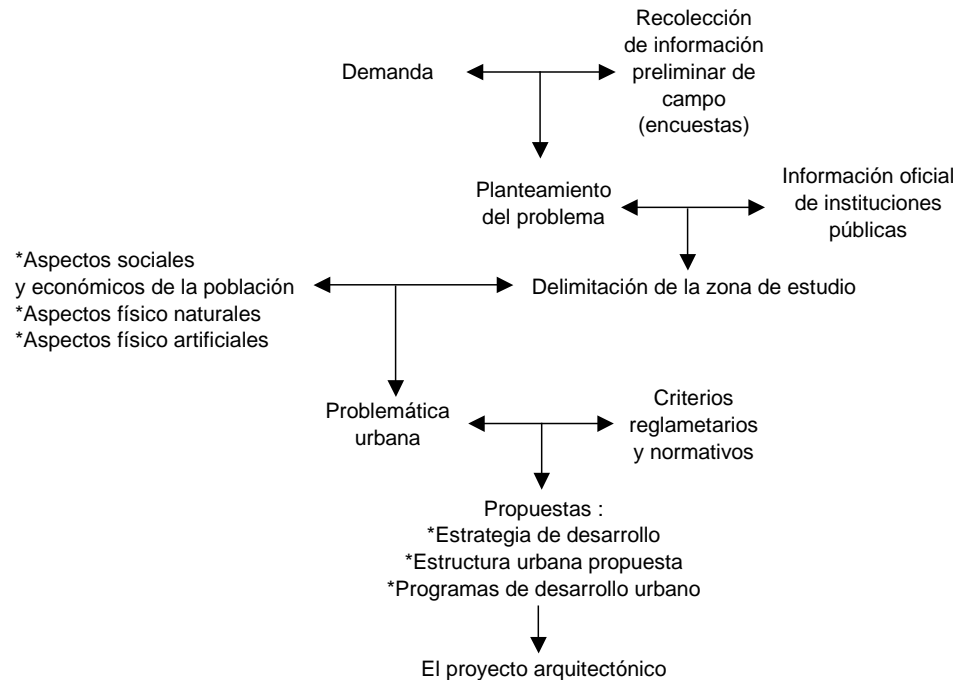 Demanda
Recolección
de información
preliminar de
campo
(encuestas)
Planteamiento
del problema
Información oficial
de instituciones
públicas
*Aspectos sociales
y económicos de la población
*Aspectos físico naturales
*Aspectos físico artificiales
Delimitación de la zona de estudio
Problemática
urbana
Criterios
reglametarios
y normativos
Propuestas :
*Estrategia de desarrollo
*Estructura urbana propuesta
*Programas de desarrollo urbano
El proyecto arquitectónico